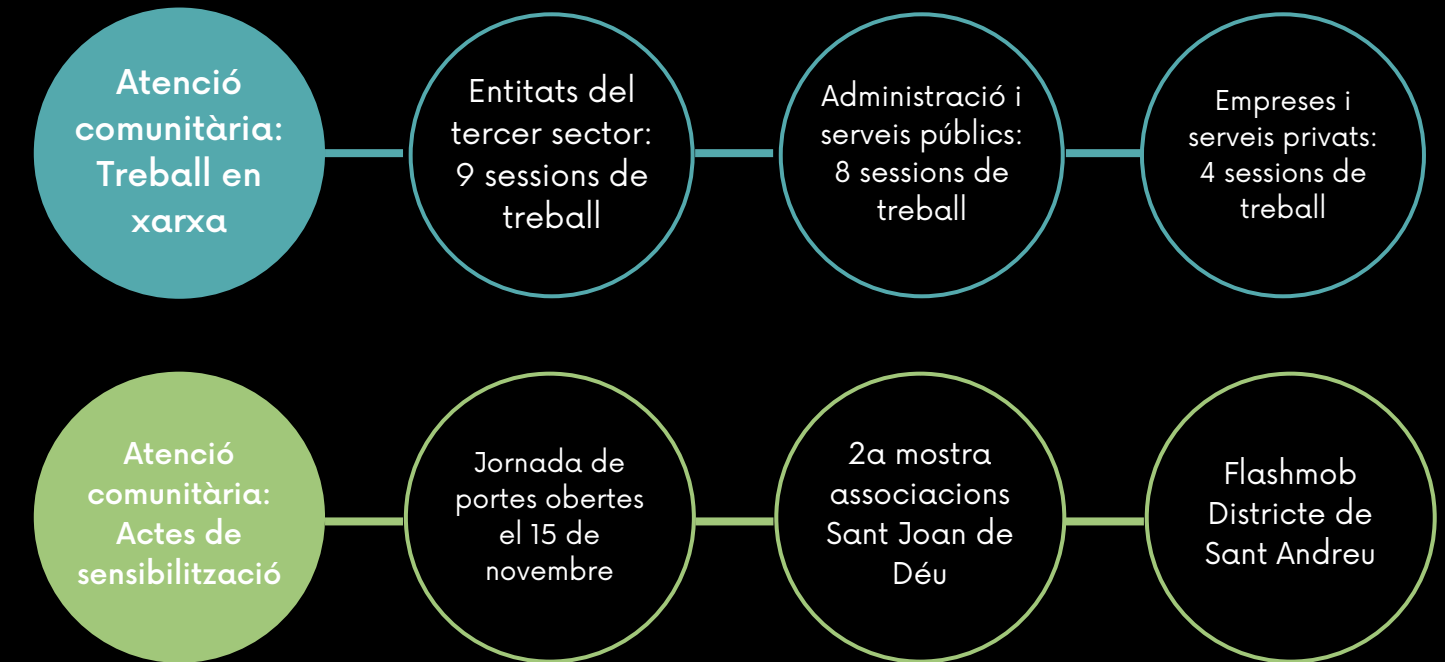 Atenció
comunitària:
Treball en
xarxa
Entitats del
tercer sector:
9 sessions de
treball
Administració i
serveis públics:
8 sessions de
treball
Empreses i
serveis privats:
4 sessions de
treball
Atenció
comunitària:
Actes de
sensibilització
Jornada de
portes obertes
el 15 de
novembre
2a mostra
associacions
Sant Joan de
Déu
Flashmob
Districte de
Sant Andreu